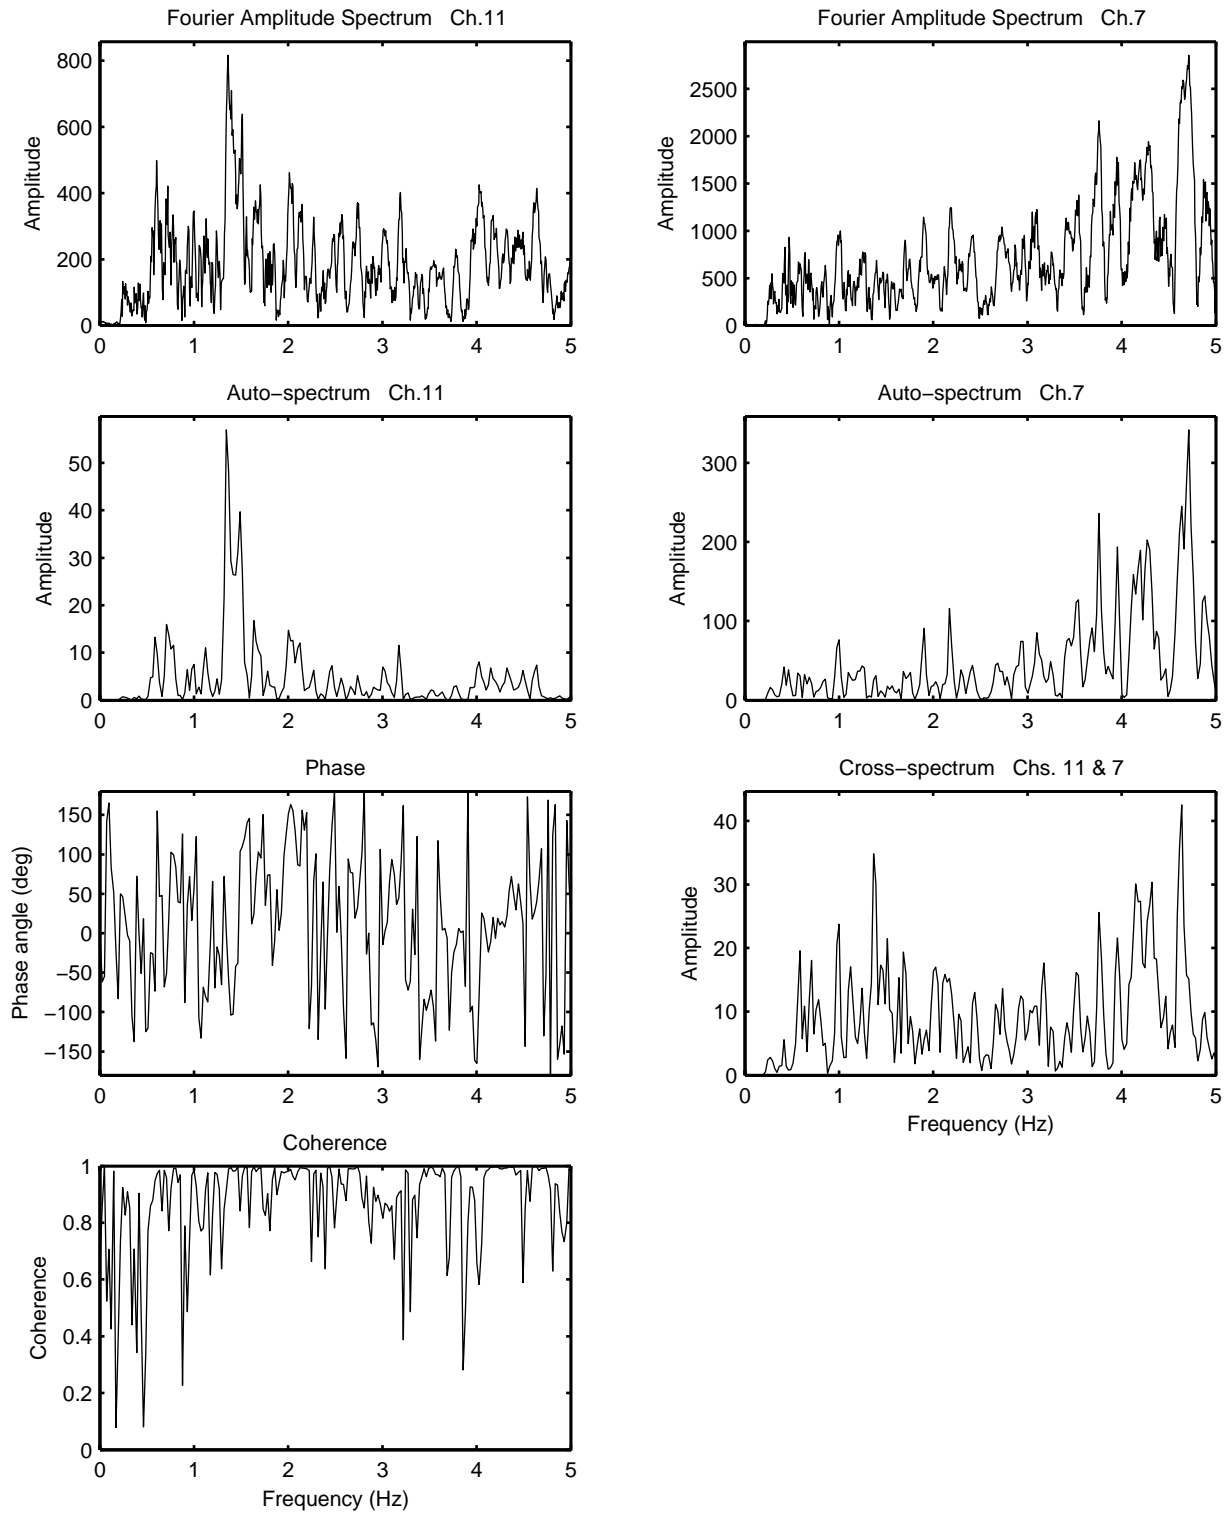 Fourier Amplitude Spectrum Ch.11
Amplitude
800
600
400
200
0
0 1 2 3 4 5
Fourier Amplitude Spectrum Ch.7
Amplitude
2500
2000
1500
1000
500
0
0 1 2 3 4 5
Auto−spectrum Ch.11
Amplitude
50
40
30
20
10
0
0 1 2 3 4 5
Auto−spectrum Ch.7
Amplitude
300
200
100
0
0 1 2 3 4 5
Phase
Phase angle (deg)
150
100
50
0
−50
−100
−150
0 1 2 3 4 5
Cross−spectrum Chs. 11 & 7
Amplitude
40
30
20
10
0
0 1 2 3 4 5
Frequency (Hz)
Coherence
Coherence
1
0.8
0.6
0.4
0.2
0
0 1 2 3 4 5
Frequency (Hz)